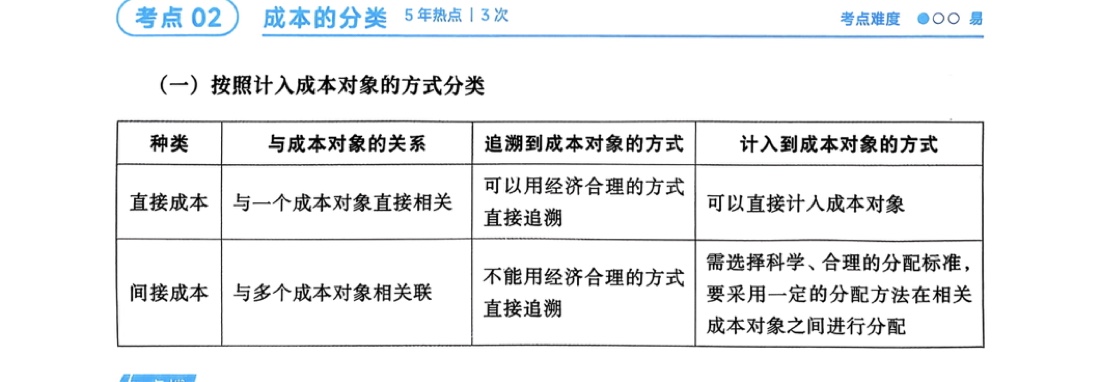 考点 02 成本的分类 5年热点 | 3次 考点难度 ●○○ 易
（一）按照计入成本对象的方式分类
种类 与成本对象的关系 追溯到成本对象的方式 计入到成本对象的方式
直接成本 与一个成本对象直接相关 可以用经济合理的方式
直接追溯 可以直接计入成本对象
间接成本 与多个成本对象相关联 不能用经济合理的方式
直接追溯 需选择科学、合理的分配标准，
要采用一定的分配方法在相关
成本对象之间进行分配